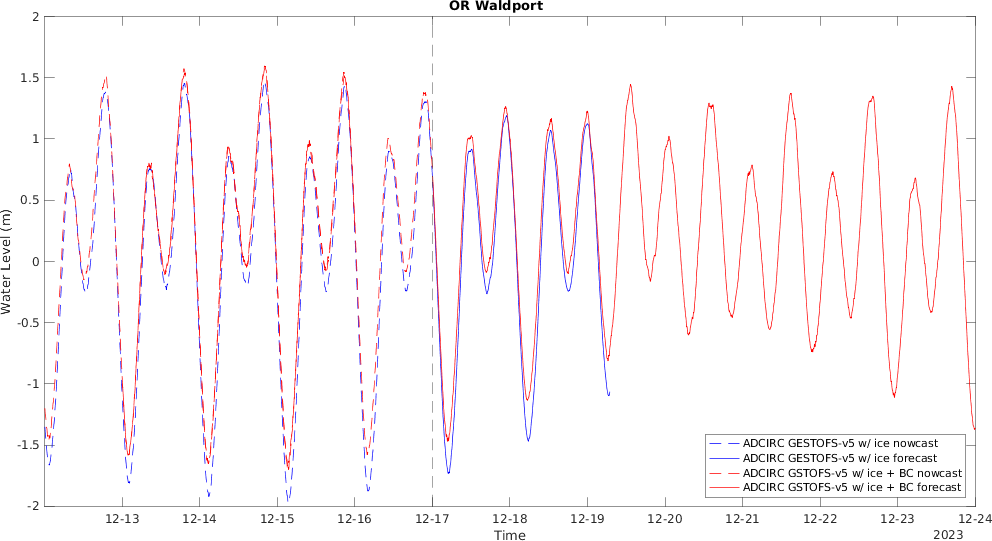 OR Waldport
2
1.5
1
0.5
0
-0.5
-1
-1.5
-2
Water Level (m)
ADCIRC GESTOFS-v5 w/ ice nowcast
ADCIRC GESTOFS-v5 w/ ice forecast
ADCIRC GSTOFS-v5 w/ ice + BC nowcast
ADCIRC GSTOFS-v5 w/ ice + BC forecast
12-13 12-14 12-15 12-16 12-17 12-18 12-19 12-20 12-21 12-22 12-23 12-24
Time
2023